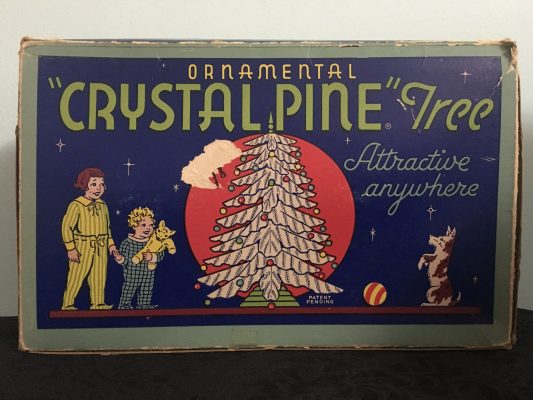 ORNAMENTAL
"CRYSTAL PINE" Tree
©
Attractive
anywhere
PATENT
PENDING